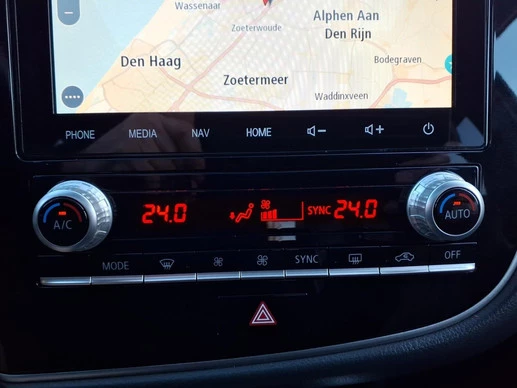 Wassenaar
Zoeterwoude
Alphen Aan
Den Rijn
Bodegraven
Den Haag
Zoetermeer
Waddinxveen
PHONE MEDIA NAV HOME
A/C 24.0 SYNC 24.0 AUTO
MODE SYNC OFF